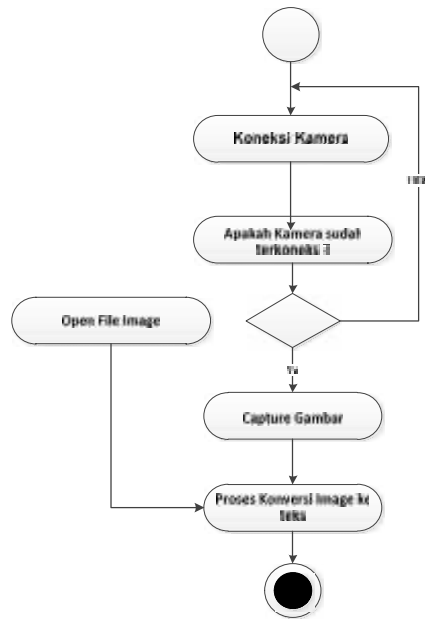 Koneksi Kamera
Apakah Kamera sudah
terkoneksi
Open File Image
Ya
Capture Gambar
Proses Konversi Image ke
teks